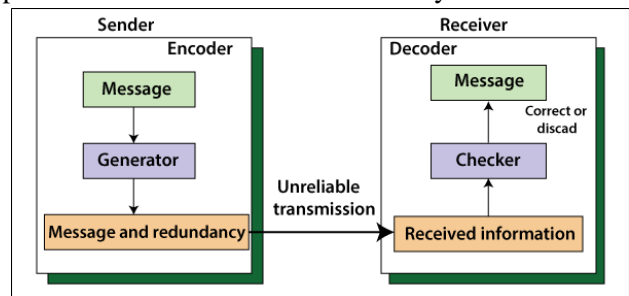 Sender
Receiver
Encoder
Decoder
Message
Message
Correct or
discad
Generator
Checker
Unreliable
transmission
Message and redundancy
Received information